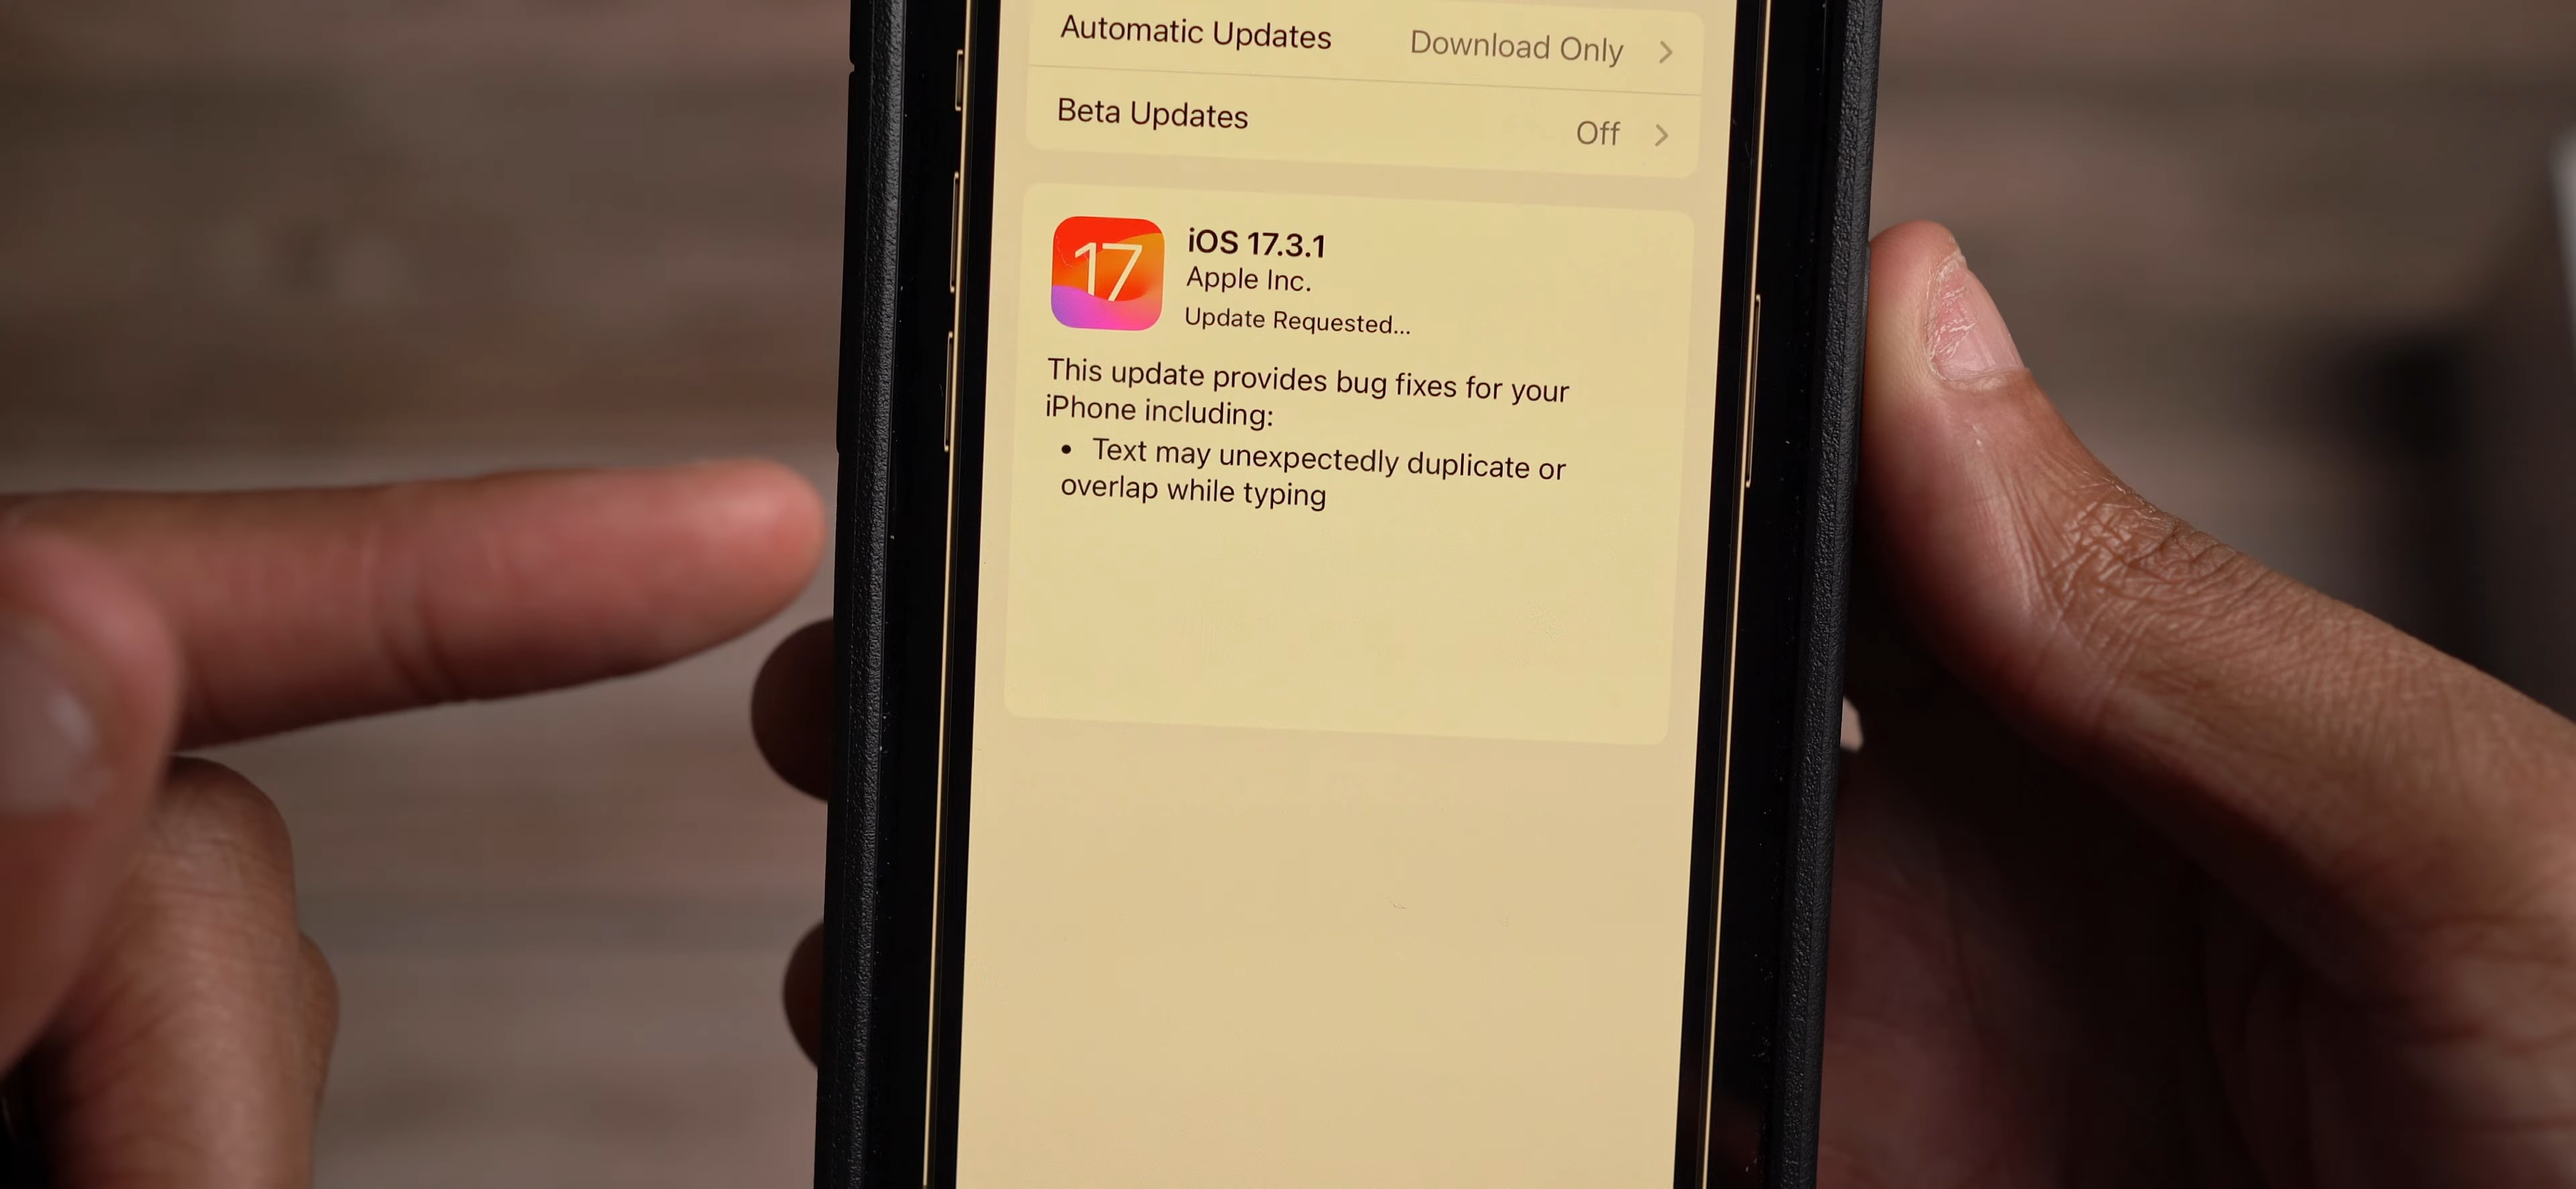 Automatic Updates Download Only
Beta Updates Off
17
iOS 17.3.1
Apple Inc.
Update Requested...
This update provides bug fixes for your
iPhone including:
• Text may unexpectedly duplicate or
overlap while typing